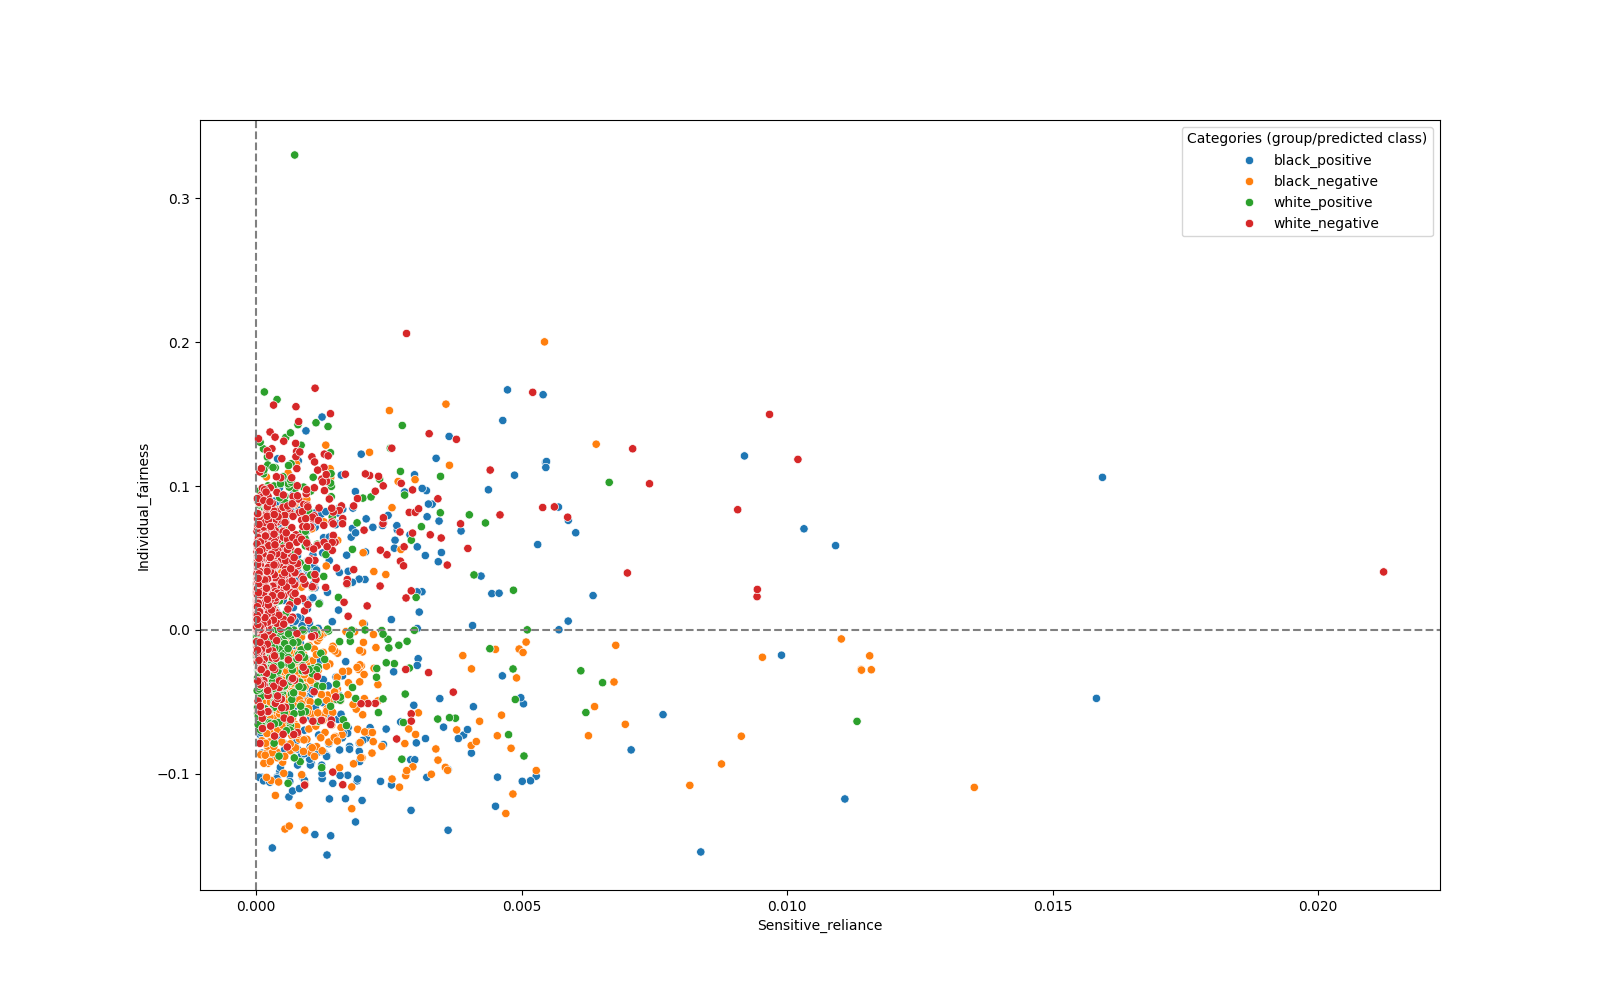 Categories (group/predicted class)
black_positive
black_negative
white_positive
white_negative
0.3
0.2
0.1
0.0
−0.1
Individual_fairness
0.000
0.005
0.010
0.015
0.020
Sensitive_reliance